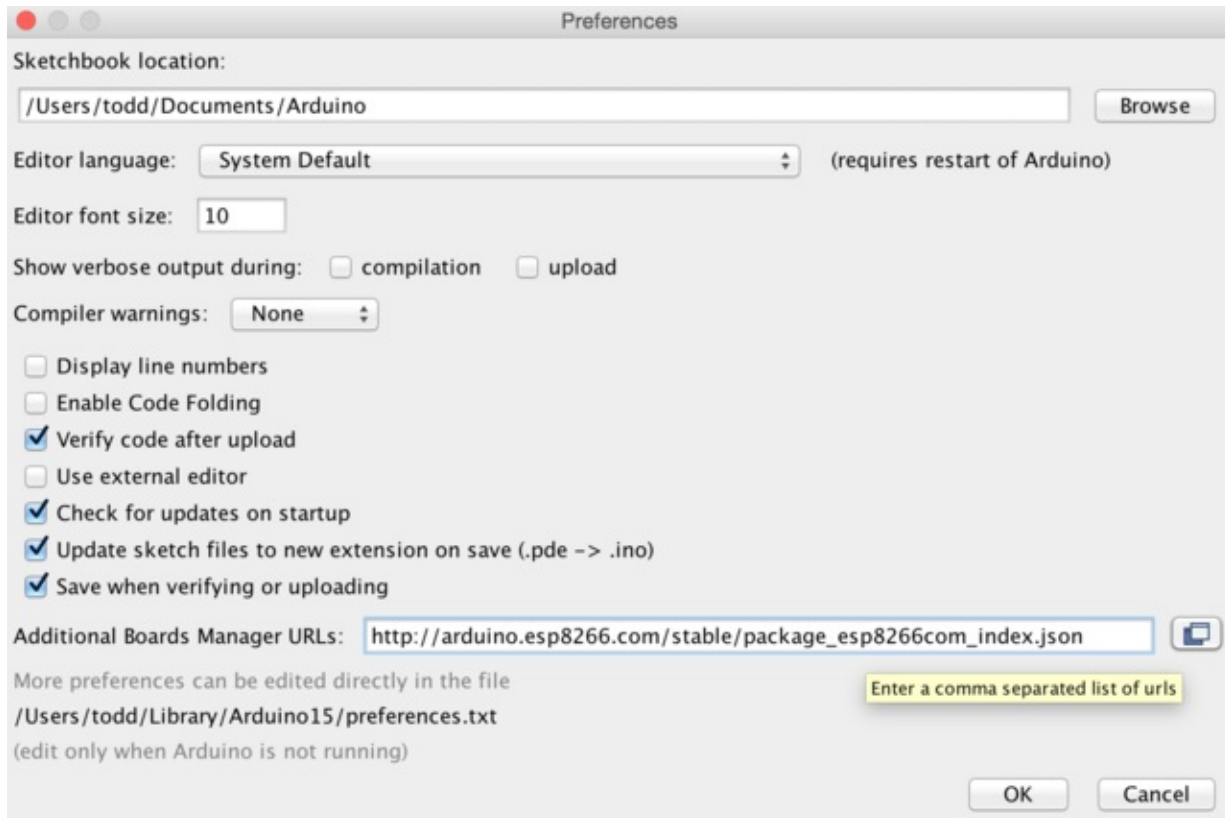 Preferences
Sketchbook location:
/Users/todd/Documents/Arduino Browse
Editor language: System Default (requires restart of Arduino)
Editor font size: 10
Show verbose output during: compilation upload
Compiler warnings: None
Display line numbers
Enable Code Folding
Verify code after upload
Use external editor
Check for updates on startup
Update sketch files to new extension on save (.pde -> .ino)
Save when verifying or uploading
Additional Boards Manager URLs: http://arduino.esp8266.com/stable/package_esp8266com_index.json
More preferences can be edited directly in the file
Enter a comma separated list of urls
/Users/todd/Library/Arduino15/preferences.txt
(edit only when Arduino is not running)
OK Cancel